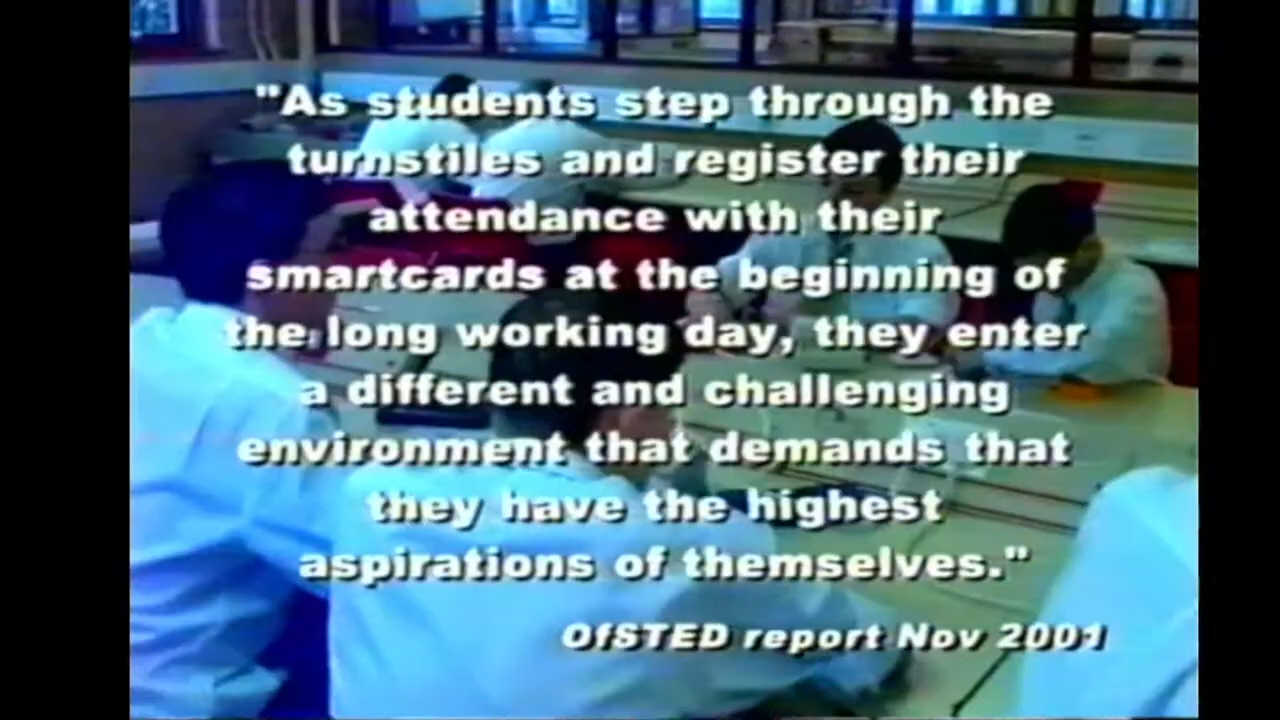 "As students step through the
turnstiles and register their
attendance with their
smartcards at the beginning of
the long working day, they enter
a different and challenging
environment that demands that
they have the highest
aspirations of themselves."
OfSTED report Nov 2001